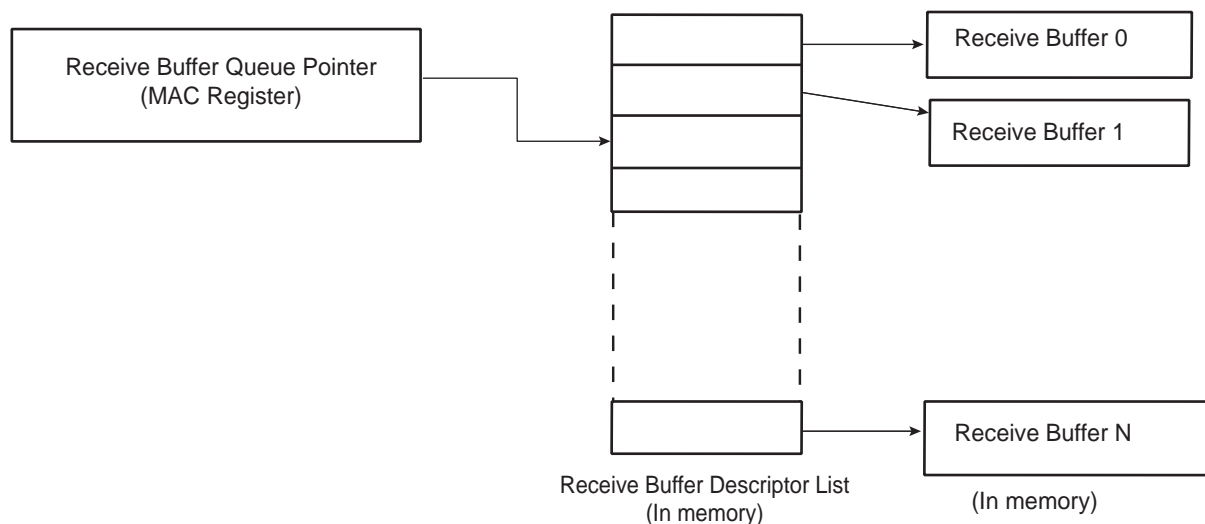 Receive Buffer Queue Pointer
(MAC Register)
Receive Buffer 0
Receive Buffer 1
Receive Buffer N
Receive Buffer Descriptor List
(In memory)
(In memory)